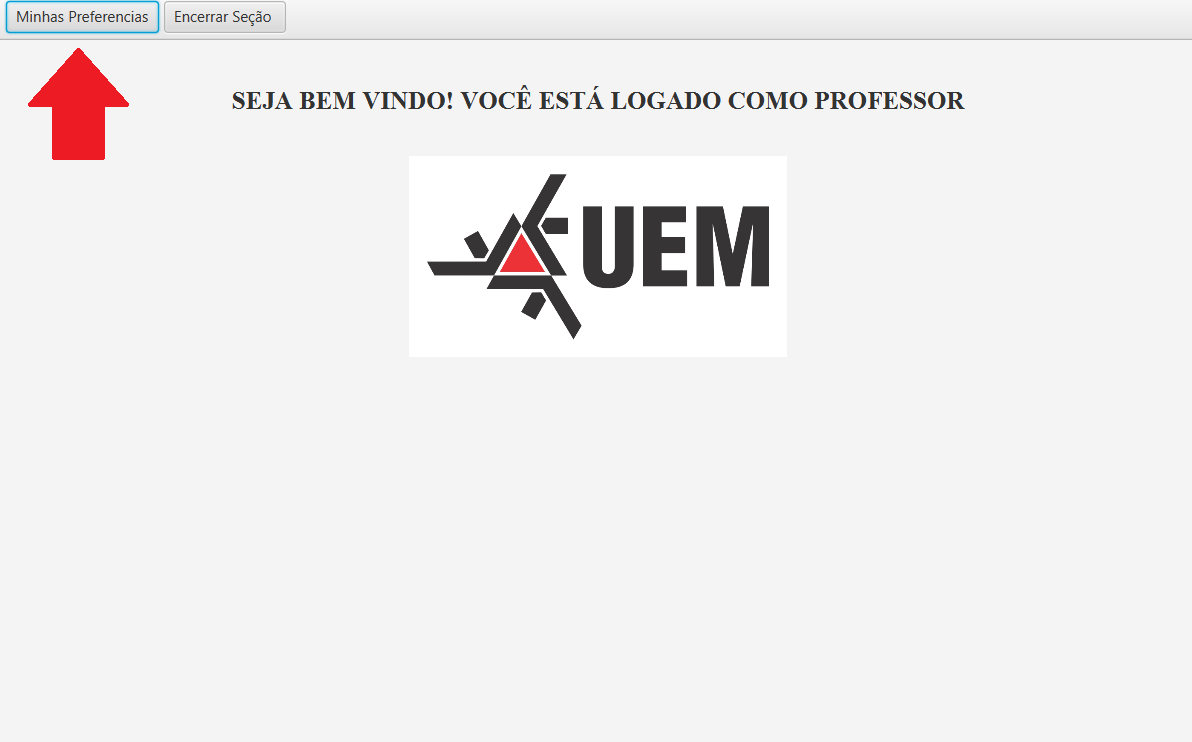 Minhas Preferencias Encerrar Seção
SEJA BEM VINDO! VOCÊ ESTÁ LOGADO COMO PROFESSOR
UEM